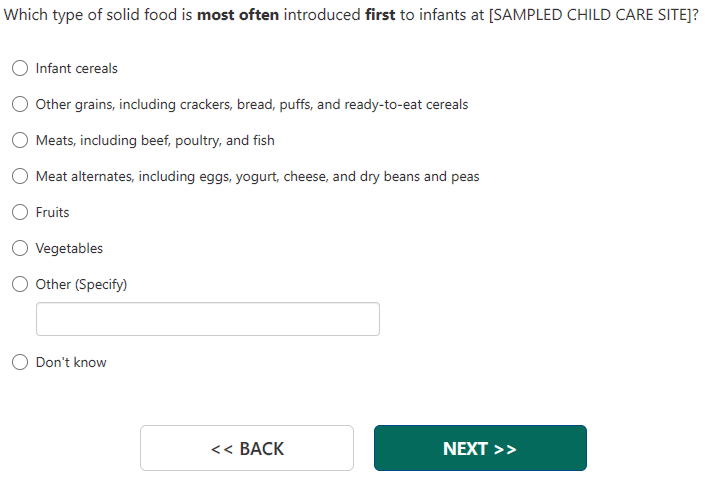 Which type of solid food is most often introduced first to infants at [SAMPLED CHILD CARE SITE]?
Infant cereals
Other grains, including crackers, bread, puffs, and ready-to-eat cereals
Meats, including beef, poultry, and fish
Meat alternates, including eggs, yogurt, cheese, and dry beans and peas
Fruits
Vegetables
Other (Specify)
Don't know
<< BACK
NEXT >>